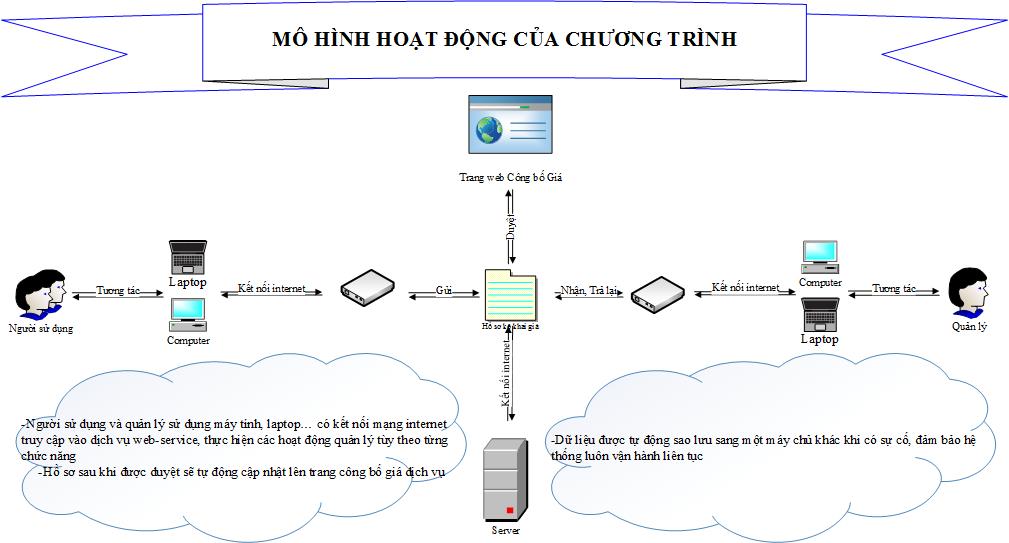 MÔ HÌNH HOẠT ĐỘNG CỦA CHƯƠNG TRÌNH
Trang web Công bố Giá
Duyệt
Laptop
Computer
Người sử dụng
Tương tác
Kết nối internet
Gửi
Computer
Hồ sơ kê khai giá
Nhận, Trả lại
Kết nối internet
Tương tác
Laptop
Quản lý
Kết nối internet
-Người sử dụng và quản lý sử dụng máy tính, laptop… có kết nối mạng internet
truy cập vào dịch vụ web-service, thực hiện các hoạt động quản lý tùy theo từng
chức năng
-Hồ sơ sau khi được duyệt sẽ tự động cập nhât lên trang công bố giá dịch vụ
-Dữ liệu được tự động sao lưu sang một máy chủ khác khi có sự cố, đảm bảo hệ
thống luôn vận hành liên tục
Server